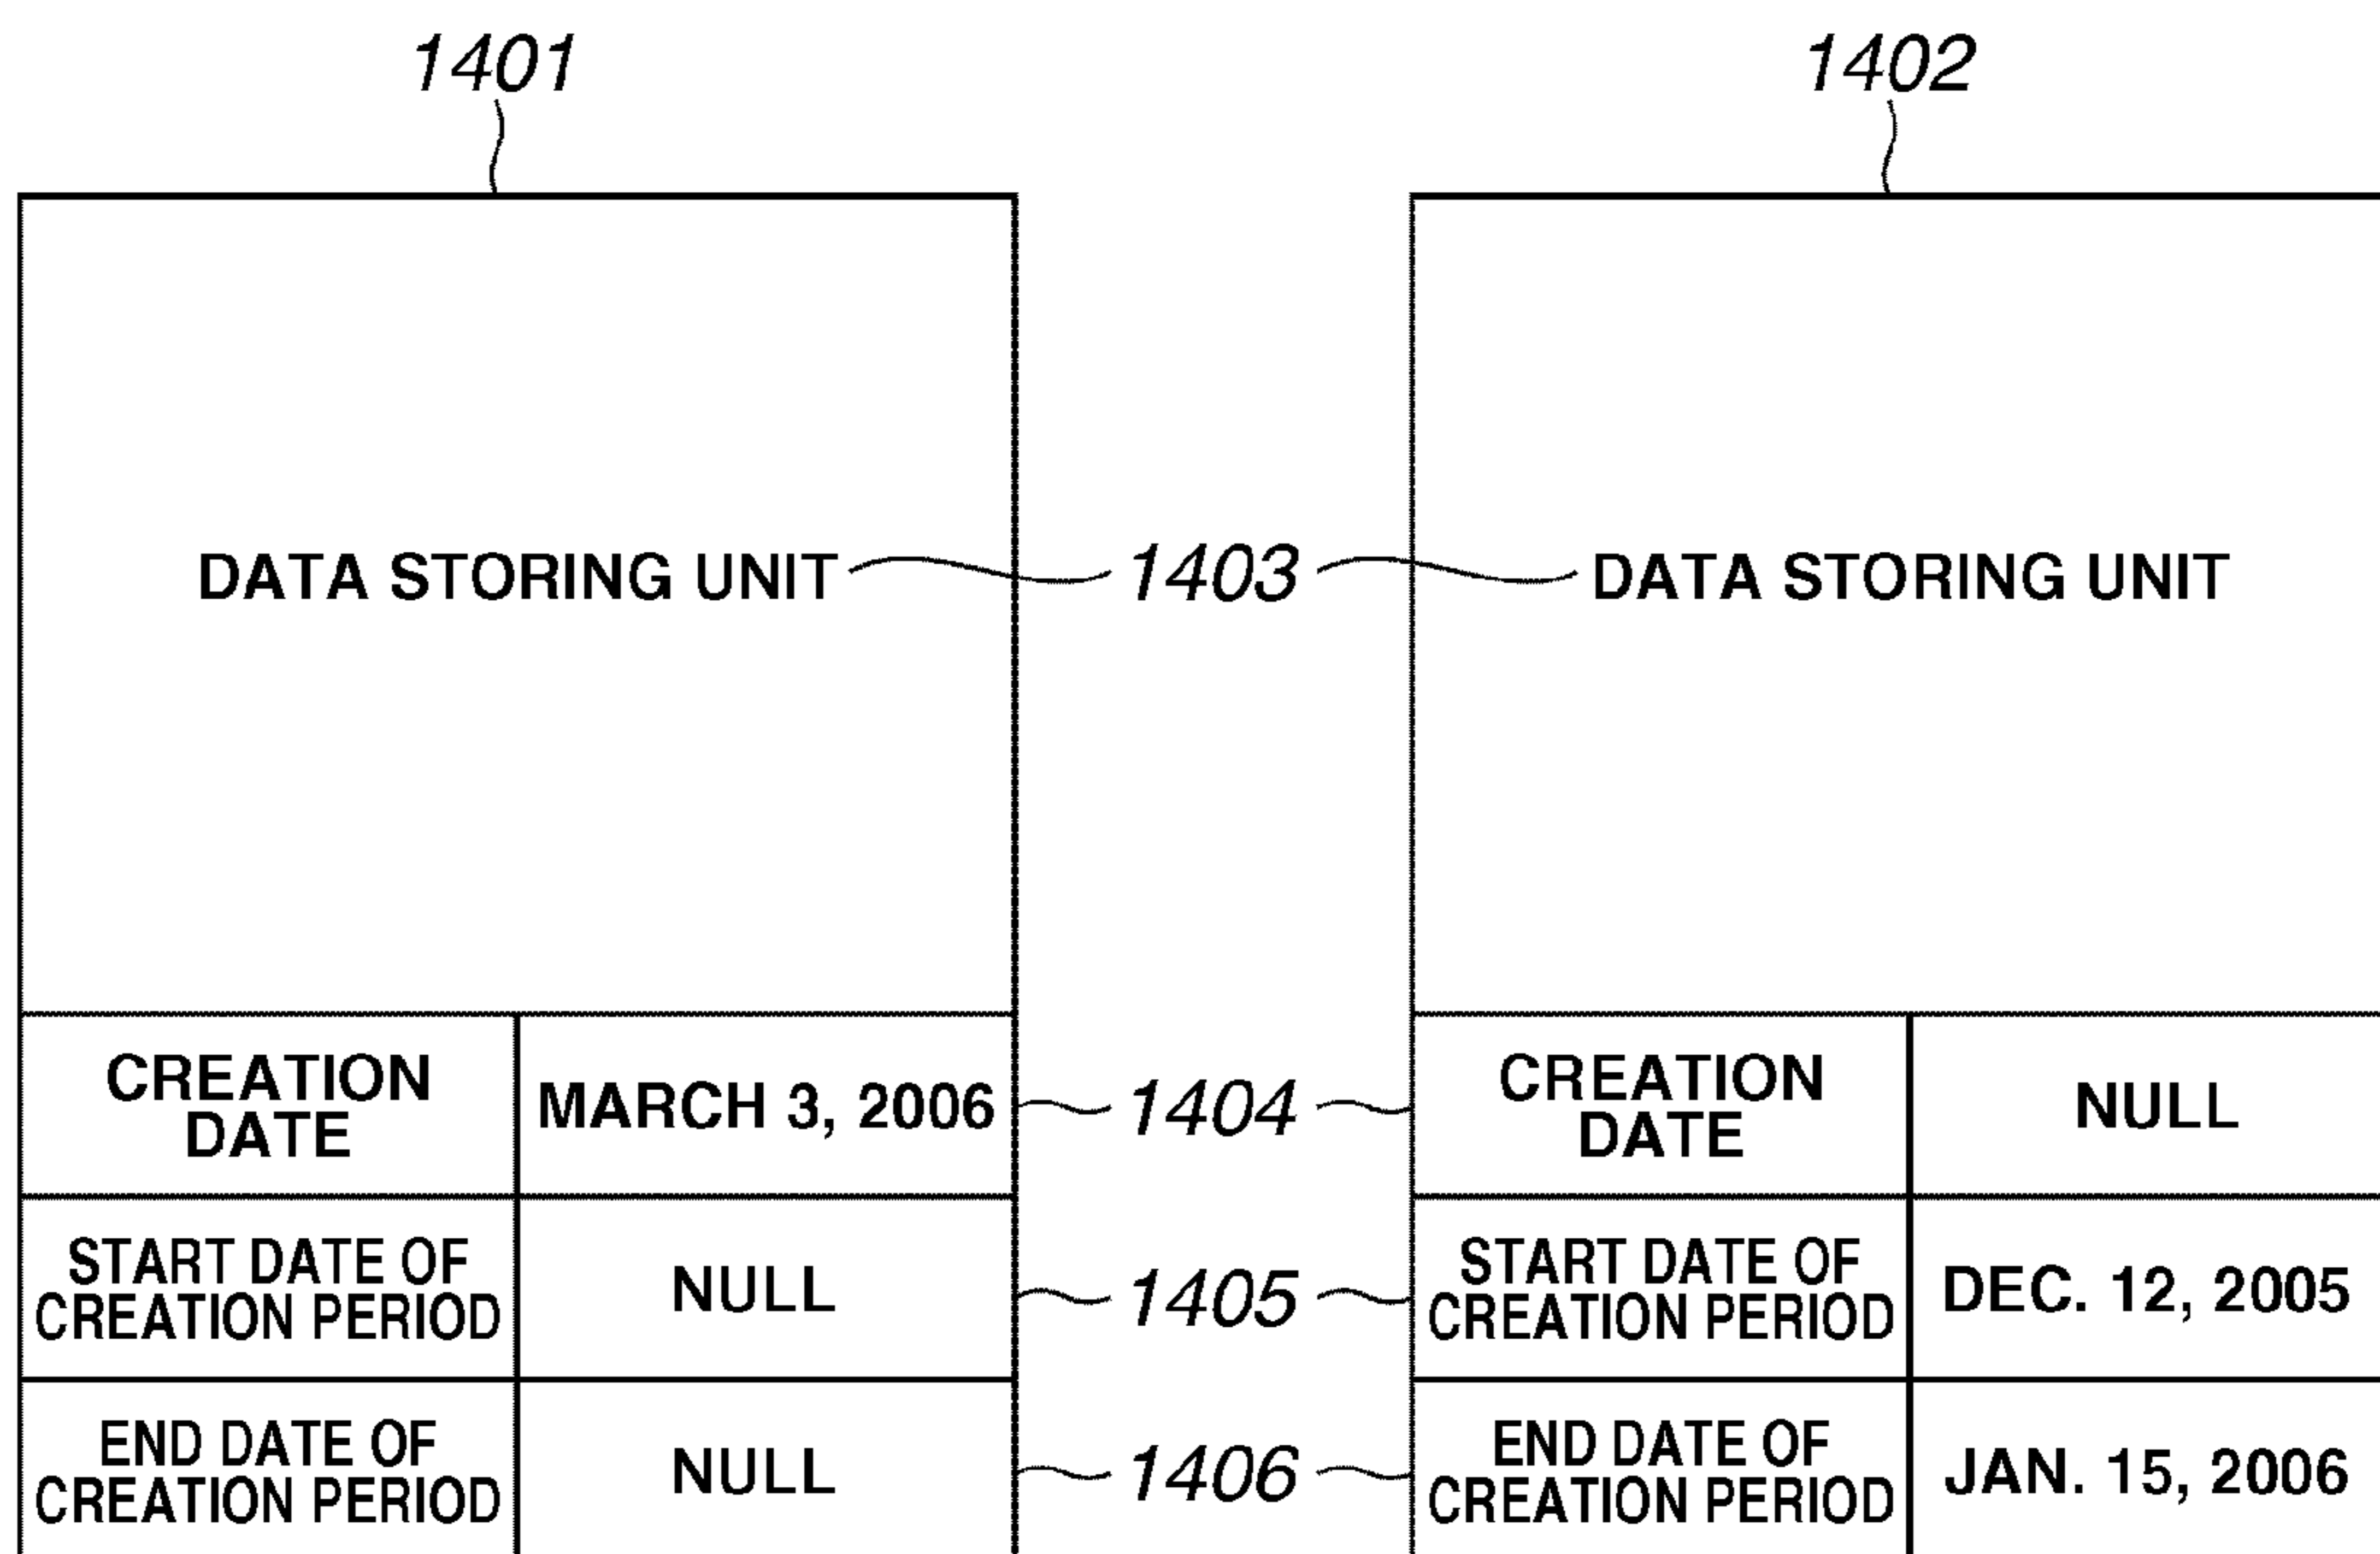 1401
1402
DATA STORING UNIT
1403
DATA STORING UNIT
CREATION
DATE
MARCH 3, 2006
1404
CREATION
DATE
NULL
START DATE OF
CREATION PERIOD
NULL
1405
START DATE OF
CREATION PERIOD
DEC. 12, 2005
END DATE OF
CREATION PERIOD
NULL
1406
END DATE OF
CREATION PERIOD
JAN. 15, 2006